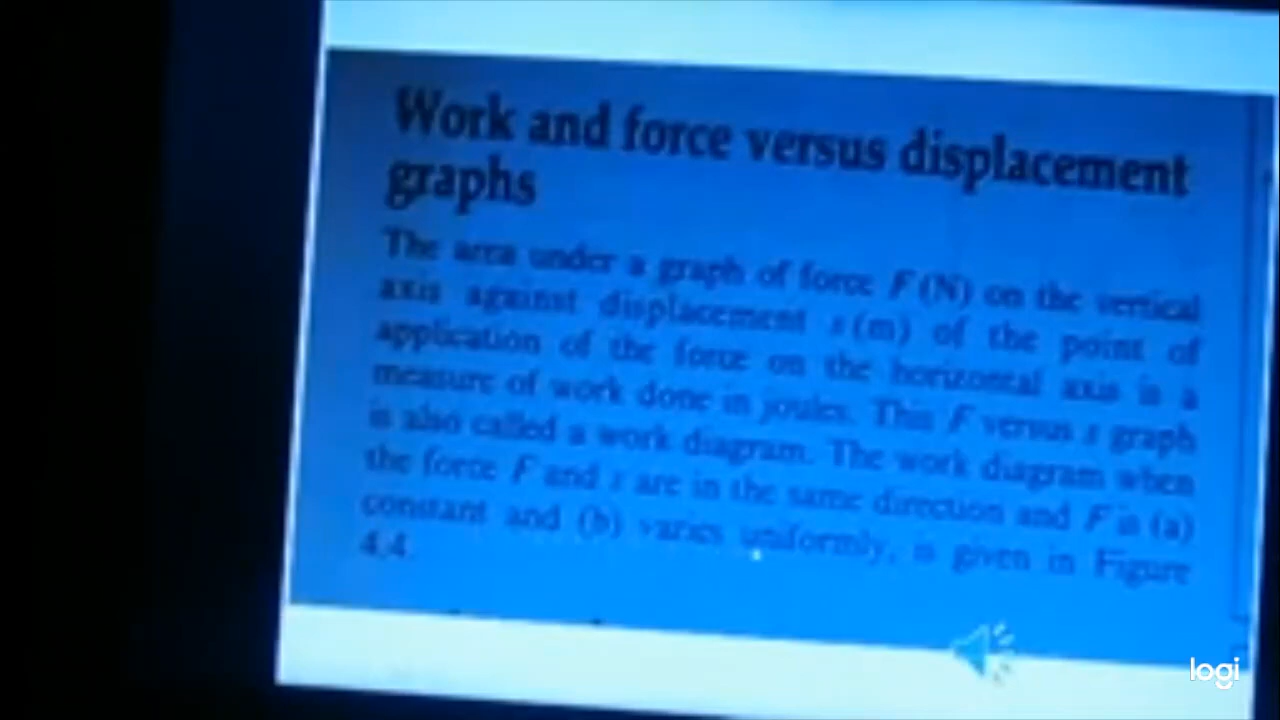 Work and force versus displacement
graphs
The area under a graph of force F (N) on the vertical
axis against displacement s (m) of the point of
application of the force on the horizontal axis is a
measure of work done in joules. This F versus s graph
is also called a work diagram. The work diagram when
the force F and s are in the same direction and F is (a)
constant and (b) varies uniformly, is given in Figure
4.4.
logi